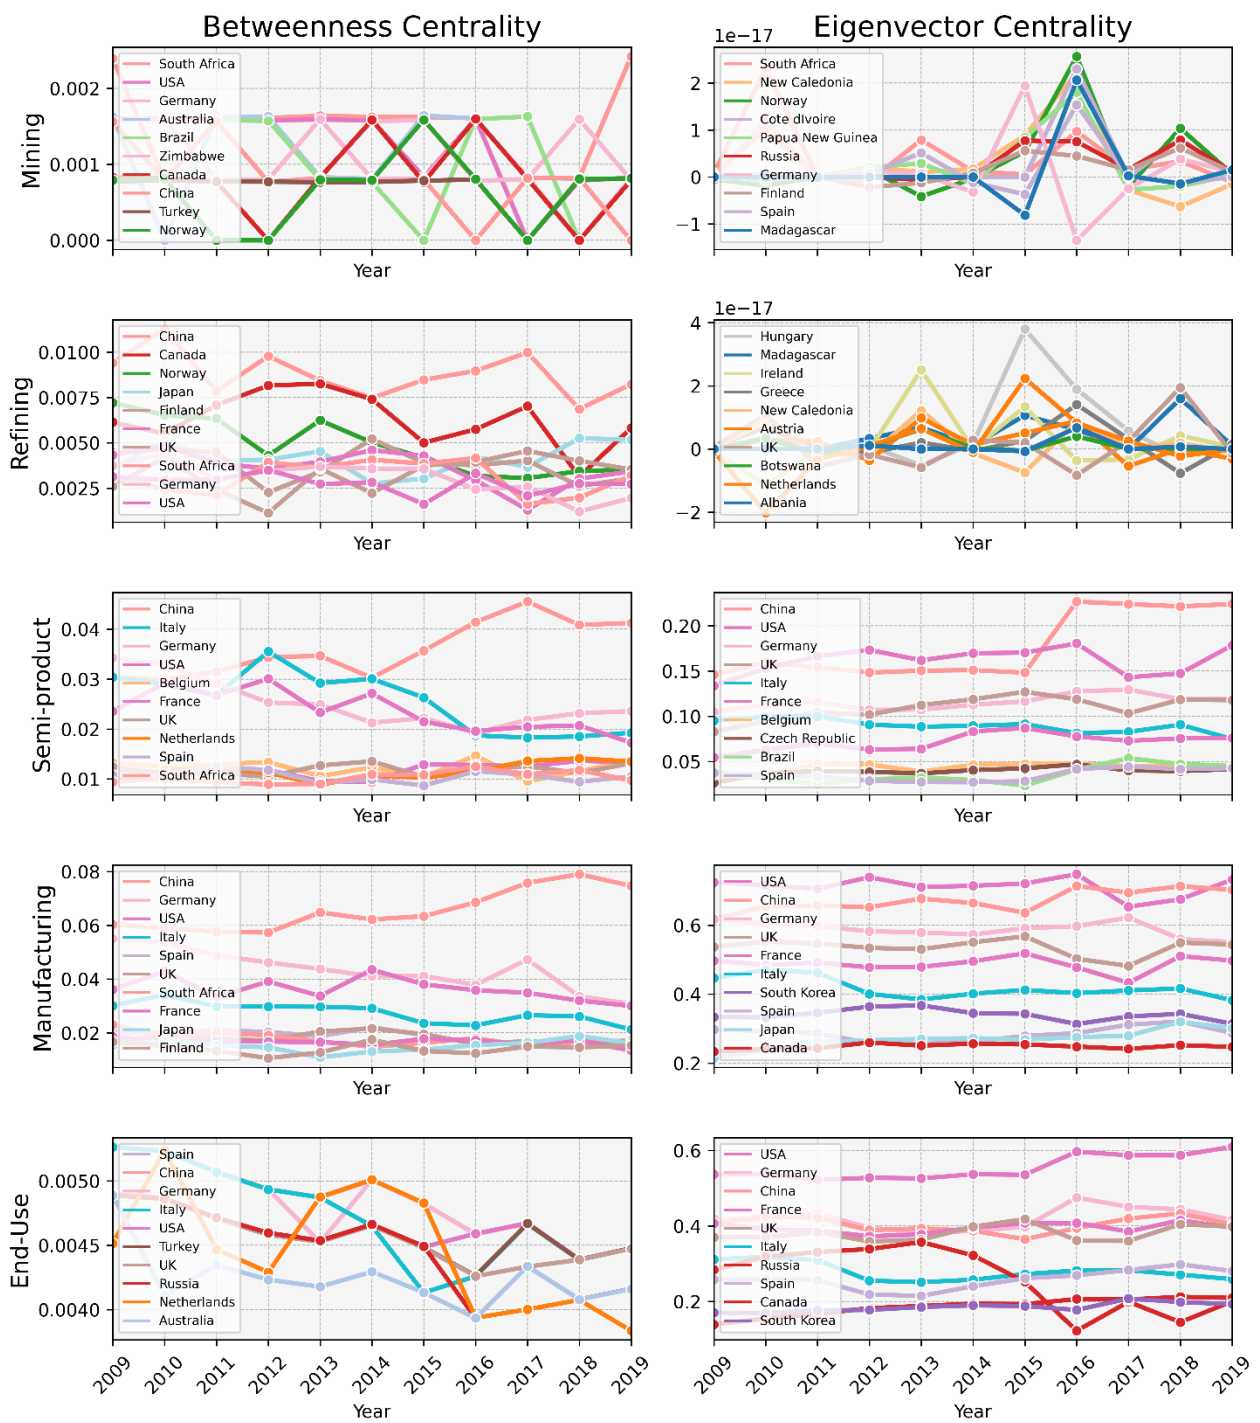 Betweenness Centrality
Eigenvector Centrality
Mining
0.002
0.001
0.000
South Africa
USA
Germany
Australia
Brazil
Zimbabwe
Canada
China
Turkey
Norway
Year
1e−17
2
1
0
−1
South Africa
New Caledonia
Norway
Cote dIvoire
Papua New Guinea
Russia
Germany
Finland
Spain
Madagascar
Year
Refining
0.0100
0.0075
0.0050
0.0025
China
Canada
Norway
Japan
Finland
France
UK
South Africa
Germany
USA
Year
1e−17
4
2
0
−2
Hungary
Madagascar
Ireland
Greece
New Caledonia
Austria
UK
Botswana
Netherlands
Albania
Year
Semi-product
0.04
0.03
0.02
0.01
China
Italy
Germany
USA
Belgium
France
UK
Netherlands
Spain
South Africa
Year
0.20
0.15
0.10
0.05
China
USA
Germany
UK
Italy
France
Belgium
Czech Republic
Brazil
Spain
Year
Manufacturing
0.08
0.06
0.04
0.02
China
Germany
USA
Italy
Spain
UK
South Africa
France
Japan
Finland
Year
0.6
0.4
0.2
USA
China
Germany
UK
France
Italy
South Korea
Spain
Japan
Canada
Year
End-Use
0.0050
0.0045
0.0040
Spain
China
Germany
Italy
USA
Turkey
UK
Russia
Netherlands
Australia
2009 2010 2011 2012 2013 2014 2015 2016 2017 2018 2019
Year
0.6
0.4
0.2
USA
Germany
China
France
UK
Italy
Russia
Spain
Canada
South Korea
2009 2010 2011 2012 2013 2014 2015 2016 2017 2018 2019
Year